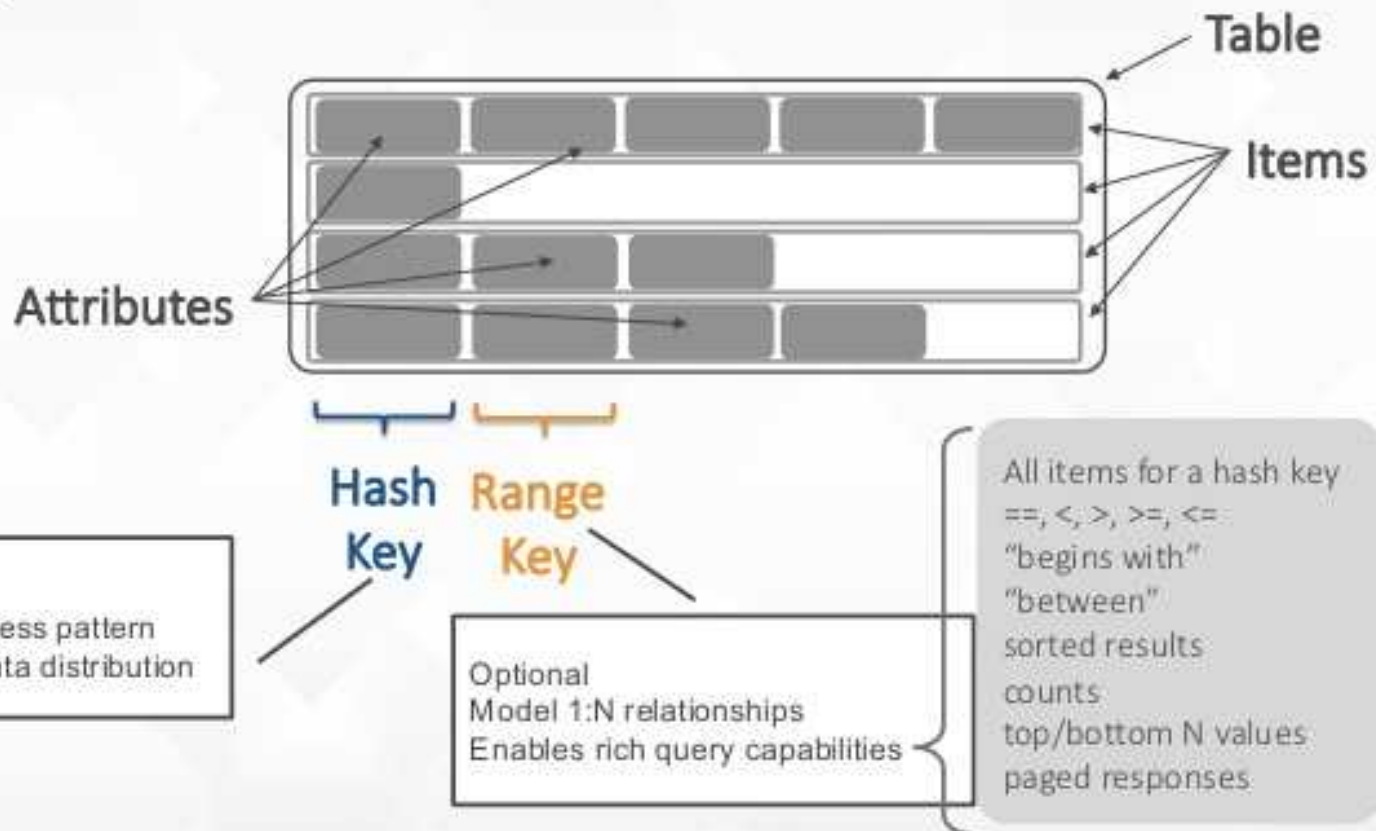 Table
Items
Attributes
Hash
Key
Range
Key
ess pattern
ta distribution
Optional
Model 1:N relationships
Enables rich query capabilities
All items for a hash key
==, <, >, >=, <=
“begins with”
“between”
sorted results
counts
top/bottom N values
paged responses